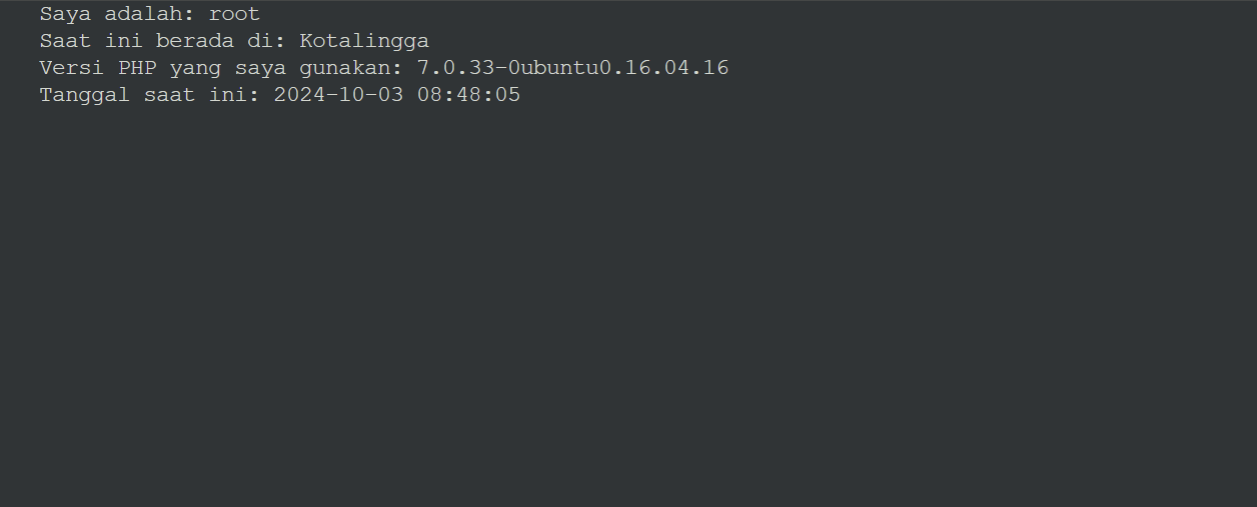 Saya adalah: root
Saat ini berada di: Kotalingga
Versi PHP yang saya gunakan: 7.0.33-0ubuntu0.16.04.16
Tanggal saat ini: 2024-10-03 08:48:05